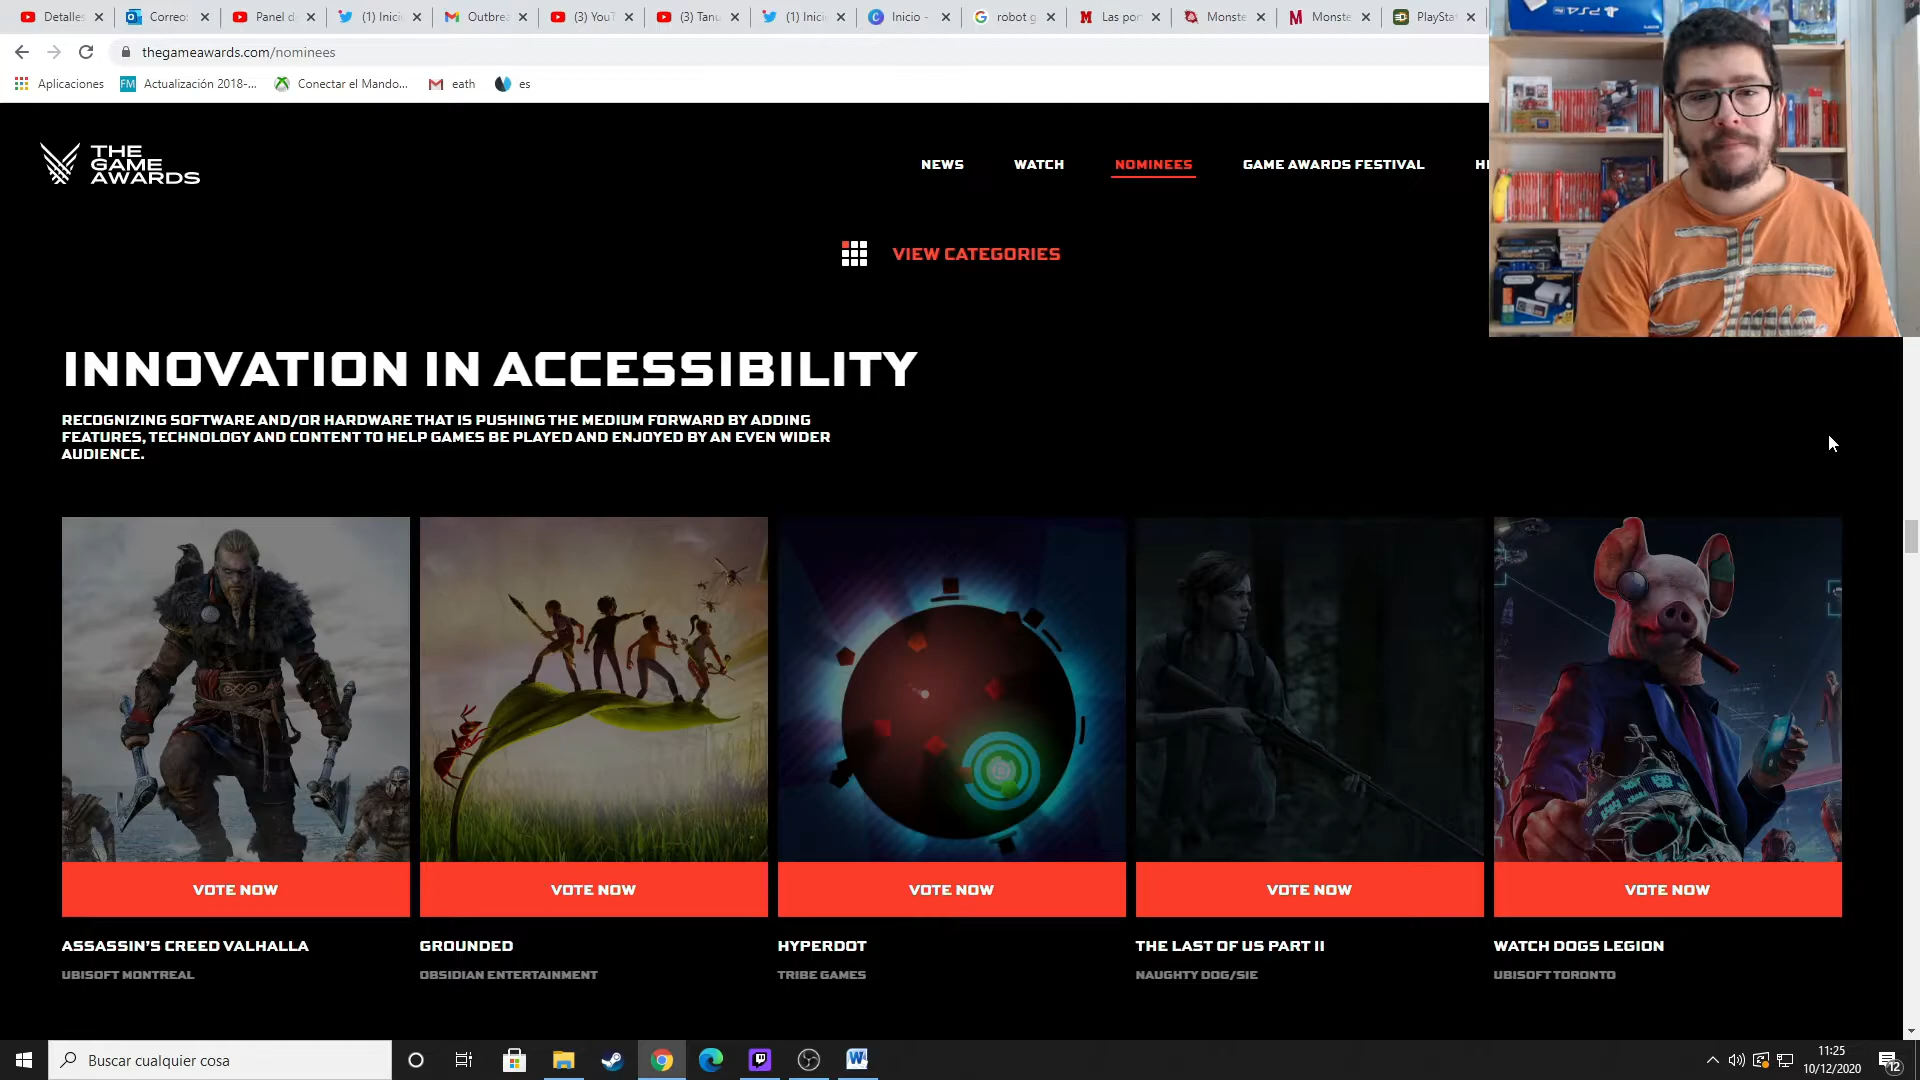 Detalles
Correo:
Panel d
(1) Inici
Outbrea
(3) YouT
(3) Tanu
(1) Inici
Inicio -
robot g
Las por
Monste
Monste
PlaySta
thegameawards.com/nominees
Aplicaciones
Actualización 2018-...
Conectar el Mando...
eath
es
PS4
THE
GAME
AWARDS
NEWS
WATCH
NOMINEES
GAME AWARDS FESTIVAL
VIEW CATEGORIES
INNOVATION IN ACCESSIBILITY
RECOGNIZING SOFTWARE AND/OR HARDWARE THAT IS PUSHING THE MEDIUM FORWARD BY ADDING
FEATURES, TECHNOLOGY AND CONTENT TO HELP GAMES BE PLAYED AND ENJOYED BY AN EVEN WIDER
AUDIENCE.
VOTE NOW
VOTE NOW
VOTE NOW
VOTE NOW
VOTE NOW
ASSASSIN'S CREED VALHALLA
GROUNDED
HYPERDOT
THE LAST OF US PART II
WATCH DOGS LEGION
UBISOFT MONTREAL
OBSIDIAN ENTERTAINMENT
TRIBE GAMES
NAUGHTY DOG/SIE
UBISOFT TORONTO
Buscar cualquier cosa
11:25
10/12/2020
12